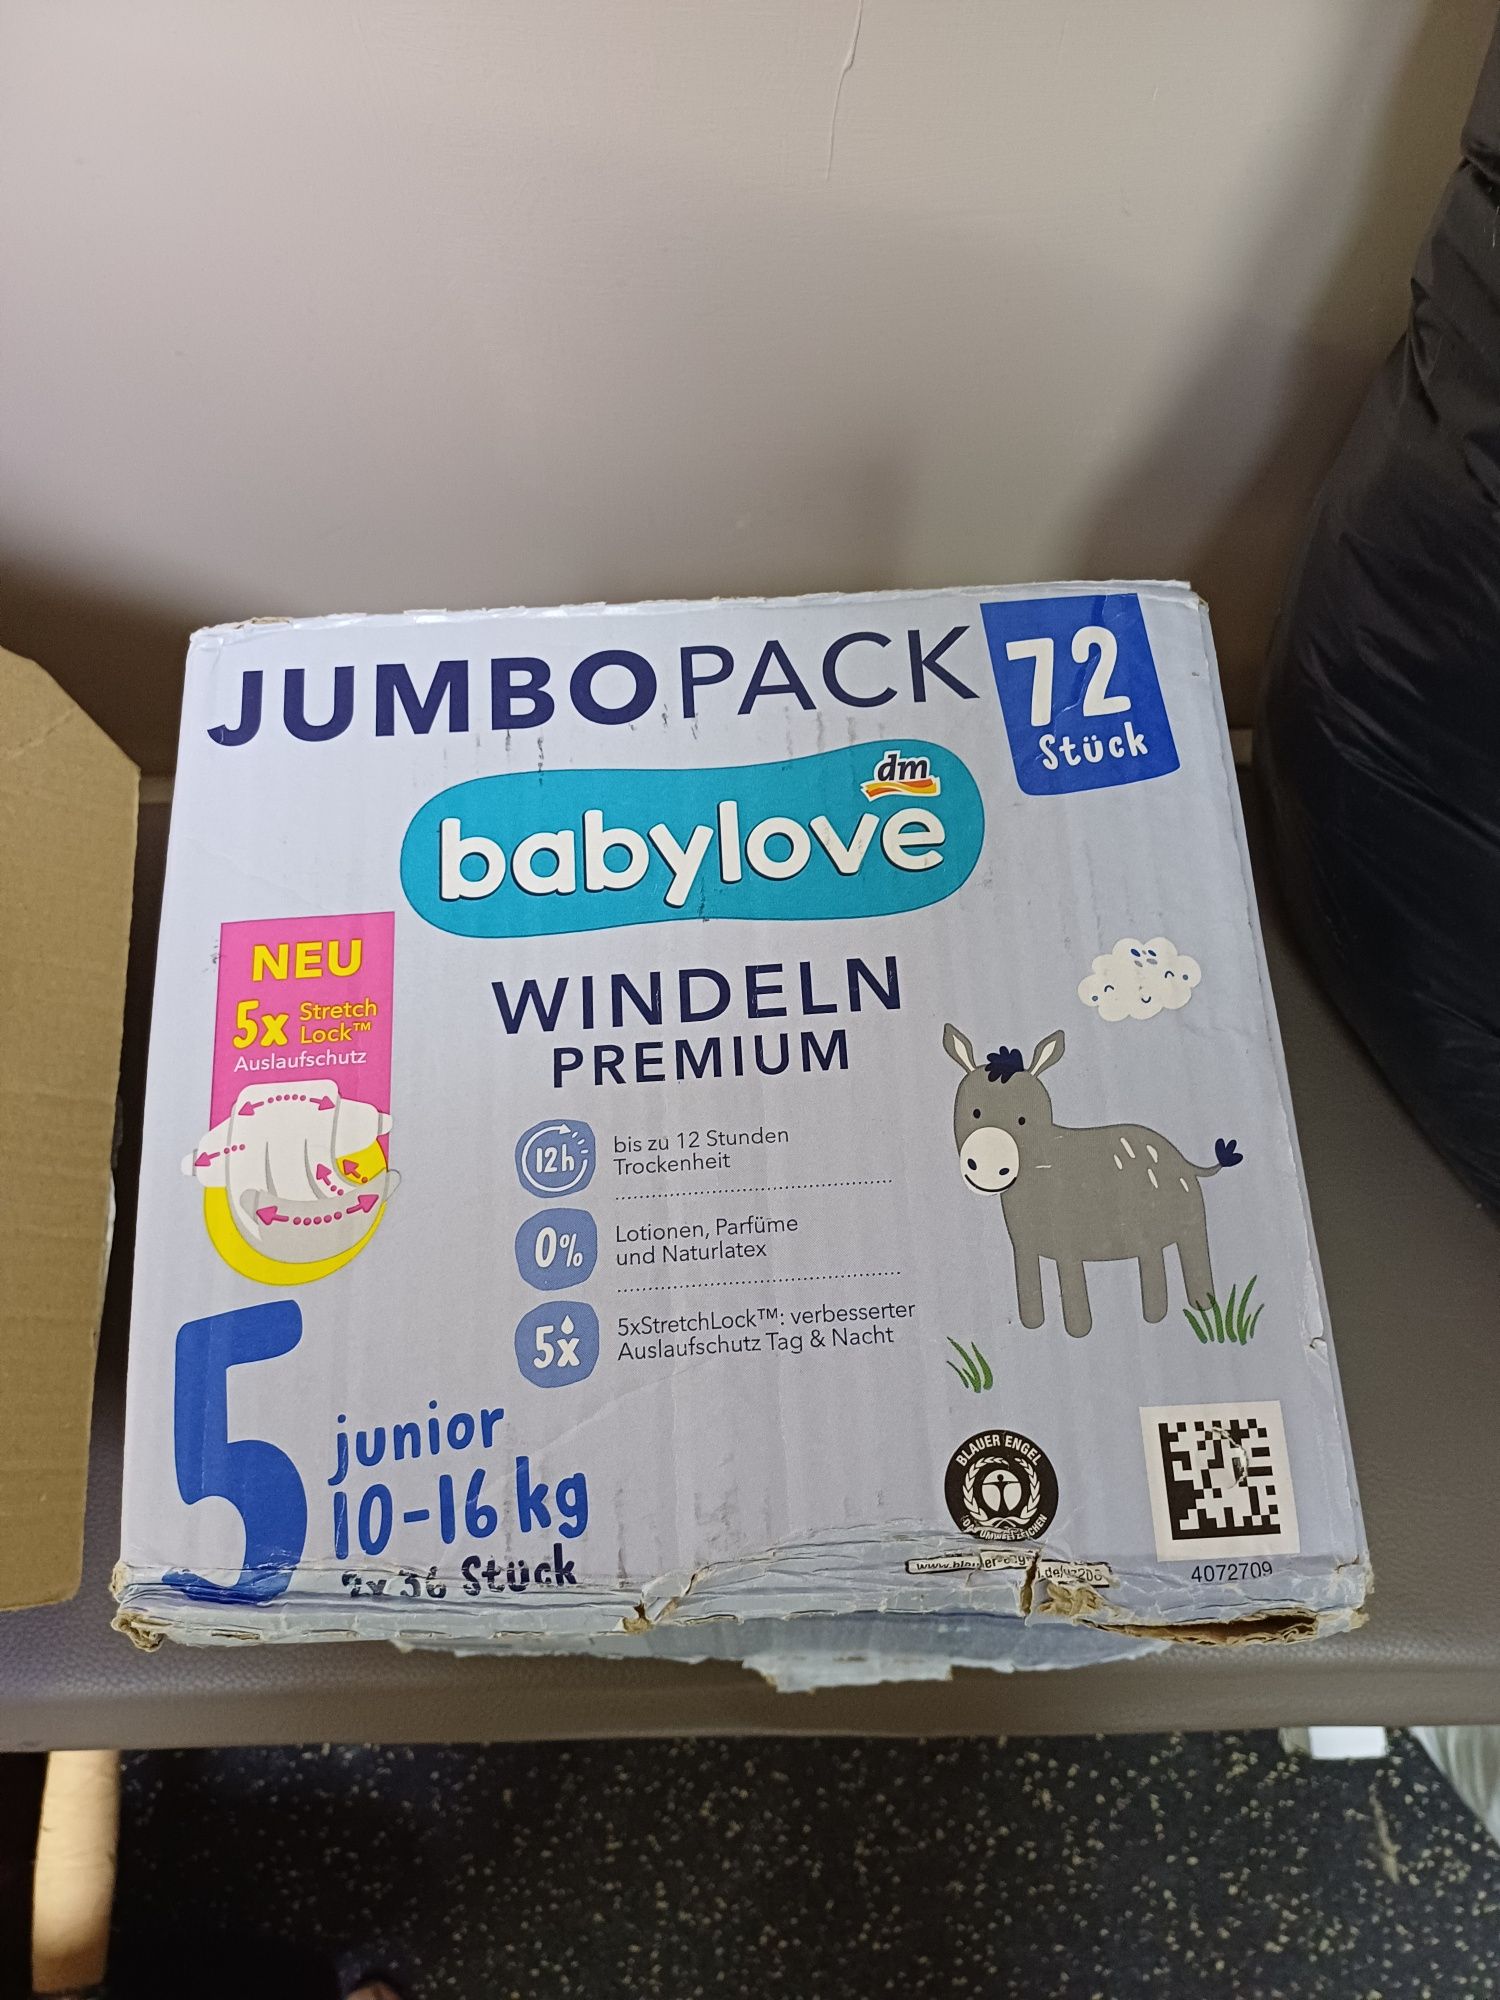 JUMBOPACK
72
Stück
dm
babylove
NEU
5x Stretch
Lock™
Auslaufschutz
WINDELN
PREMIUM
12h
bis zu 12 Stunden
Trockenheit
0%
Lotionen, Parfüme
und Naturlatex
5x
5xStretchLock™: verbesserter
Auslaufschutz Tag & Nacht
5
junior
10-16 kg
2x 36 Stück
BLAUER ENGEL
UMWELTZEICHEN
4072709